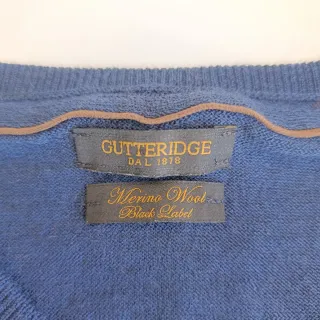 GUTTERIDGE
DAL 1878
Merino Wool
Black Label